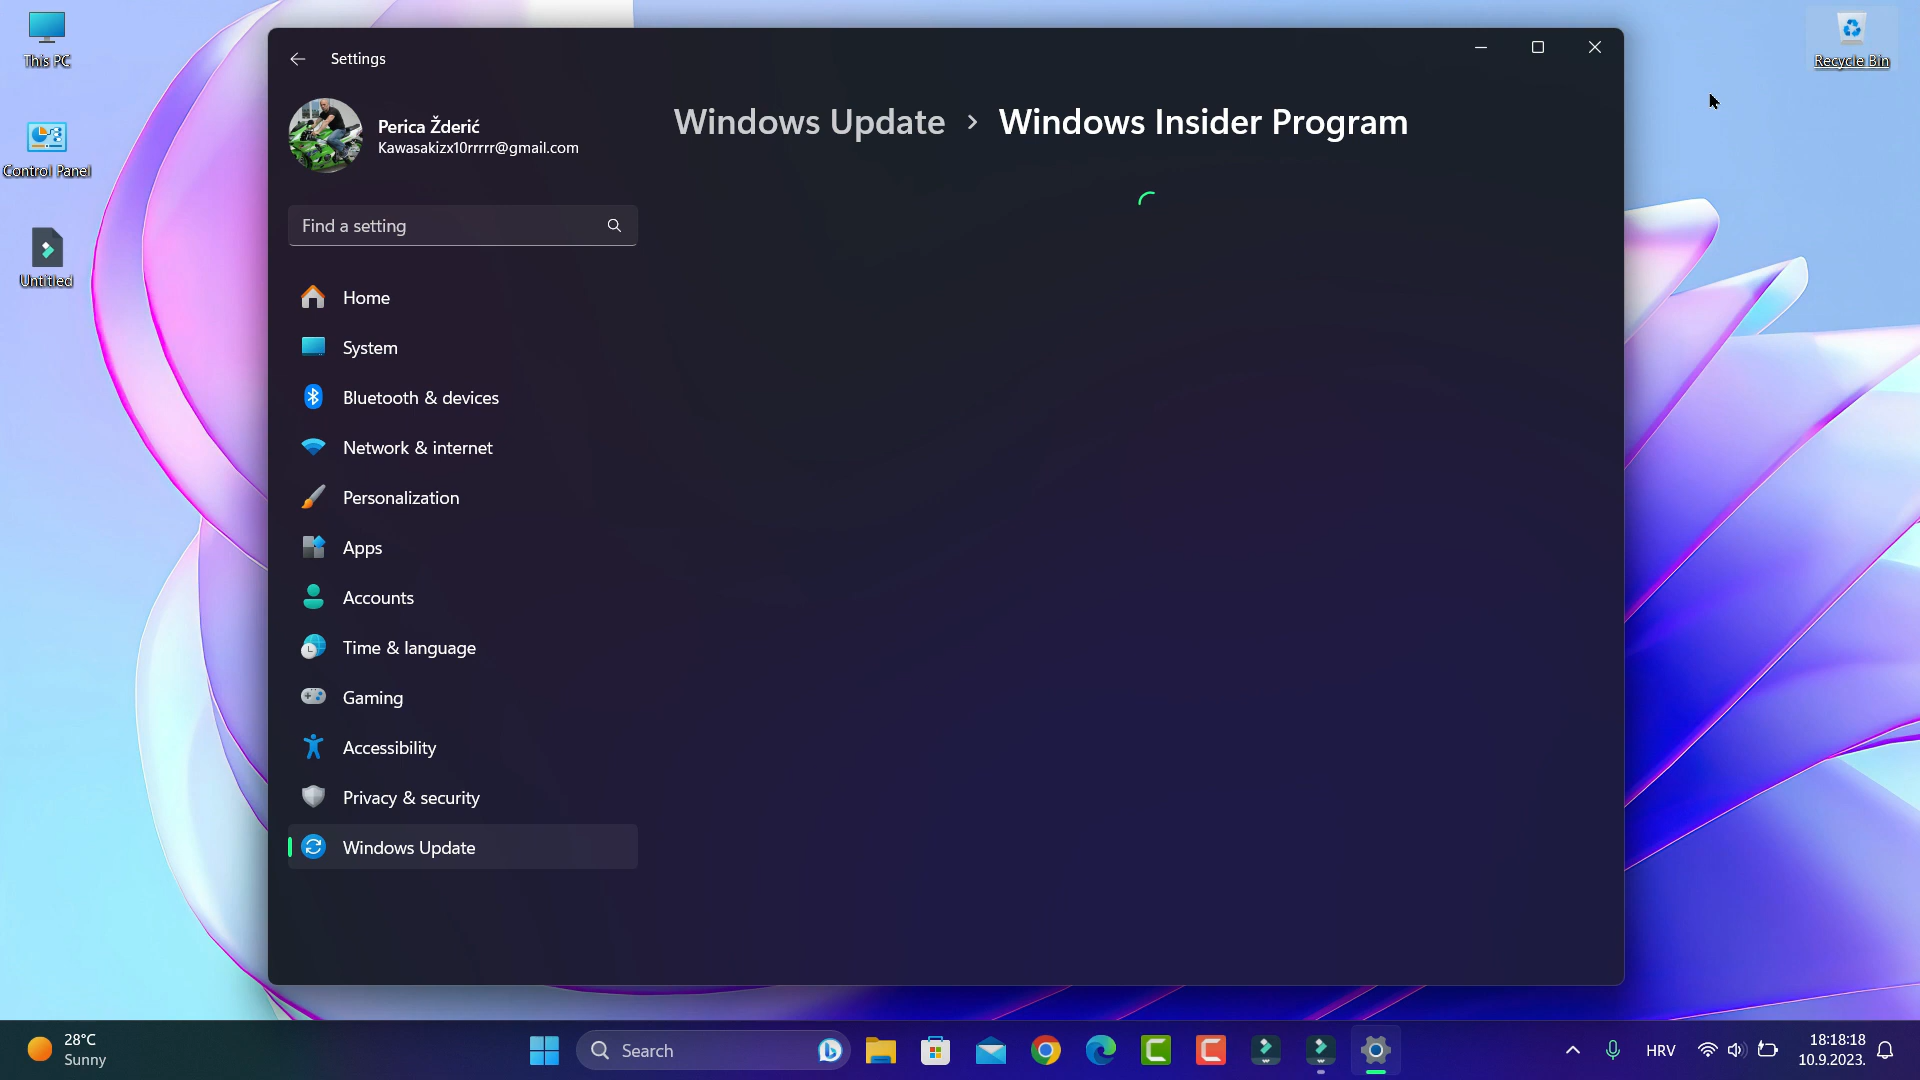 This PC
Control Panel
Untitled
Recycle Bin
Settings
Perica Žderić
Kawasakizx10rrrrr@gmail.com
Find a setting
Home
System
Bluetooth & devices
Network & internet
Personalization
Apps
Accounts
Time & language
Gaming
Accessibility
Privacy & security
Windows Update
Windows Update > Windows Insider Program
28°C
Sunny
Search
HRV
18:18:18
10.9.2023.